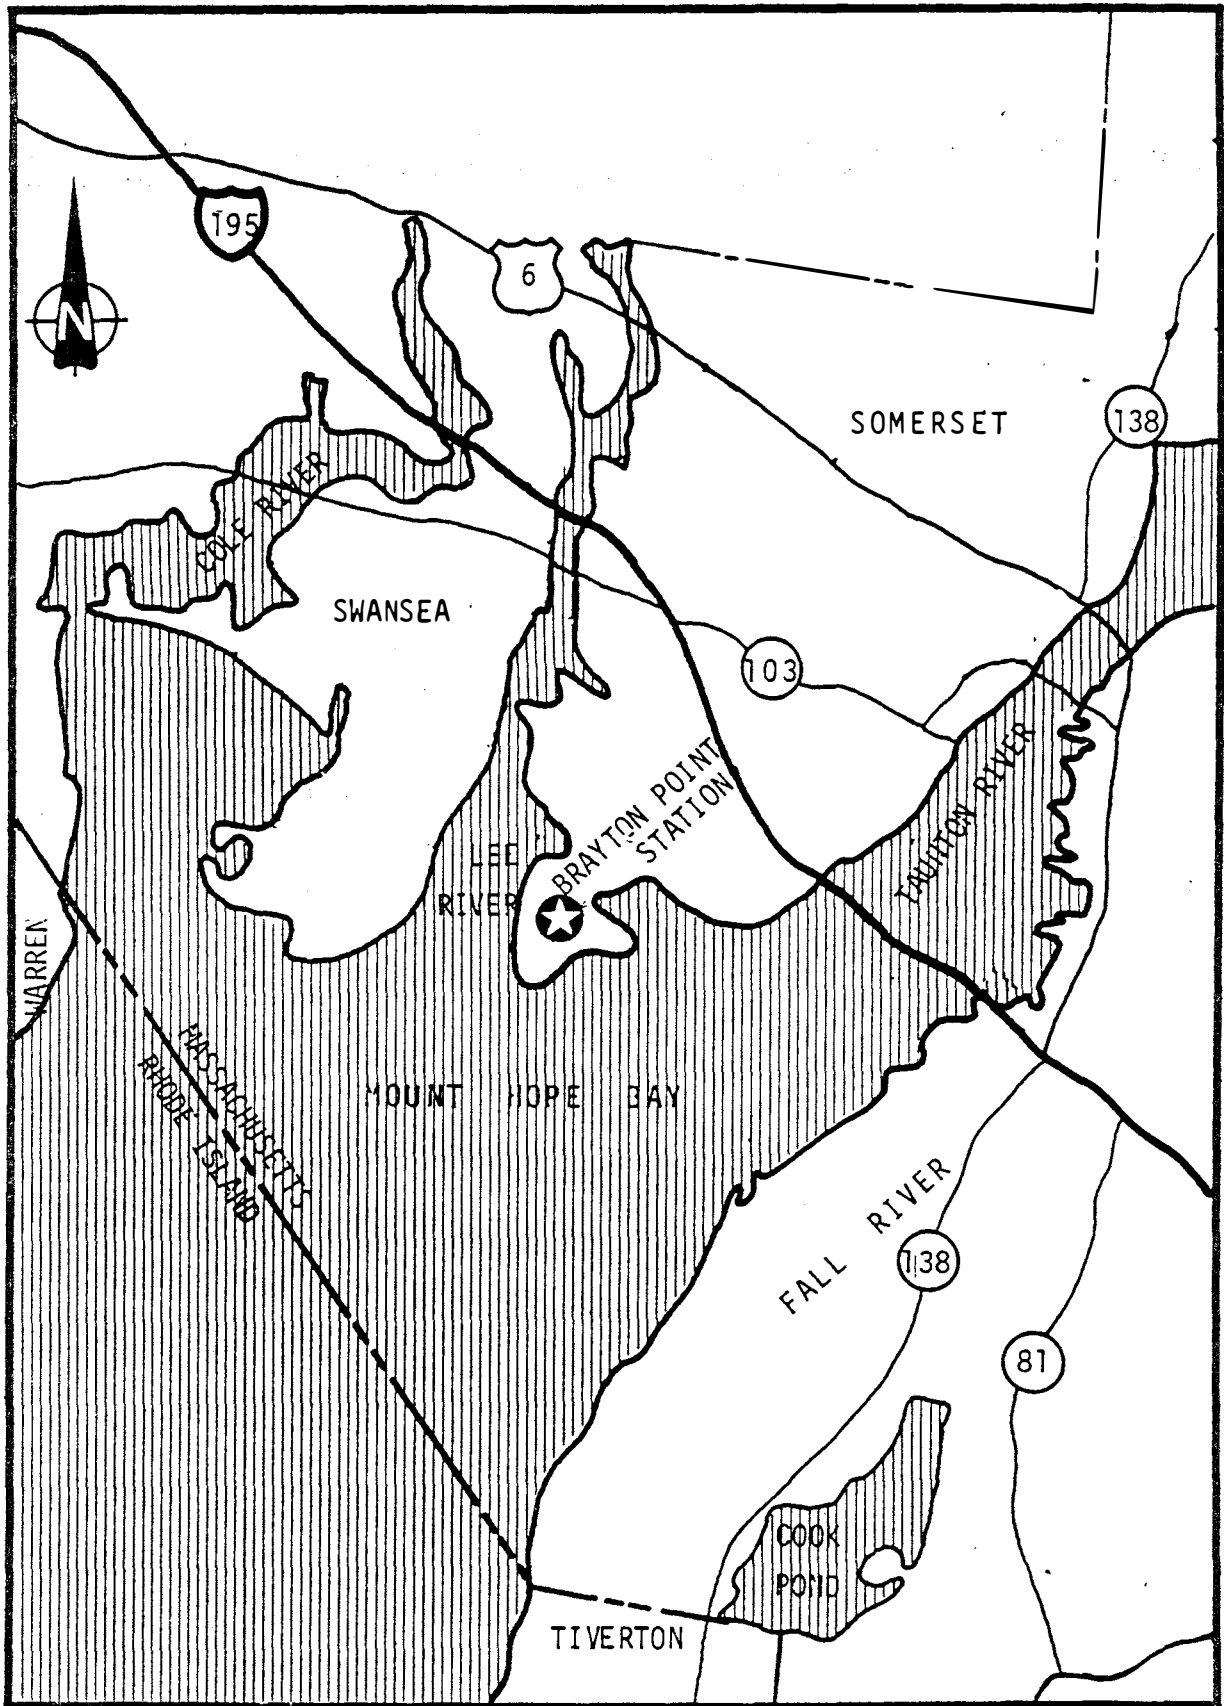 195
6
N
SOMERSET
138
COLE RIVER
SWANSEA
103
BRAYTON POINT
STATION
TAUNTON RIVER
LEE
RIVER
WARREN
MASSACHUSETTS
RHODE ISLAND
MOUNT HOPE BAY
FALL RIVER
138
81
COOK
POND
TIVERTON